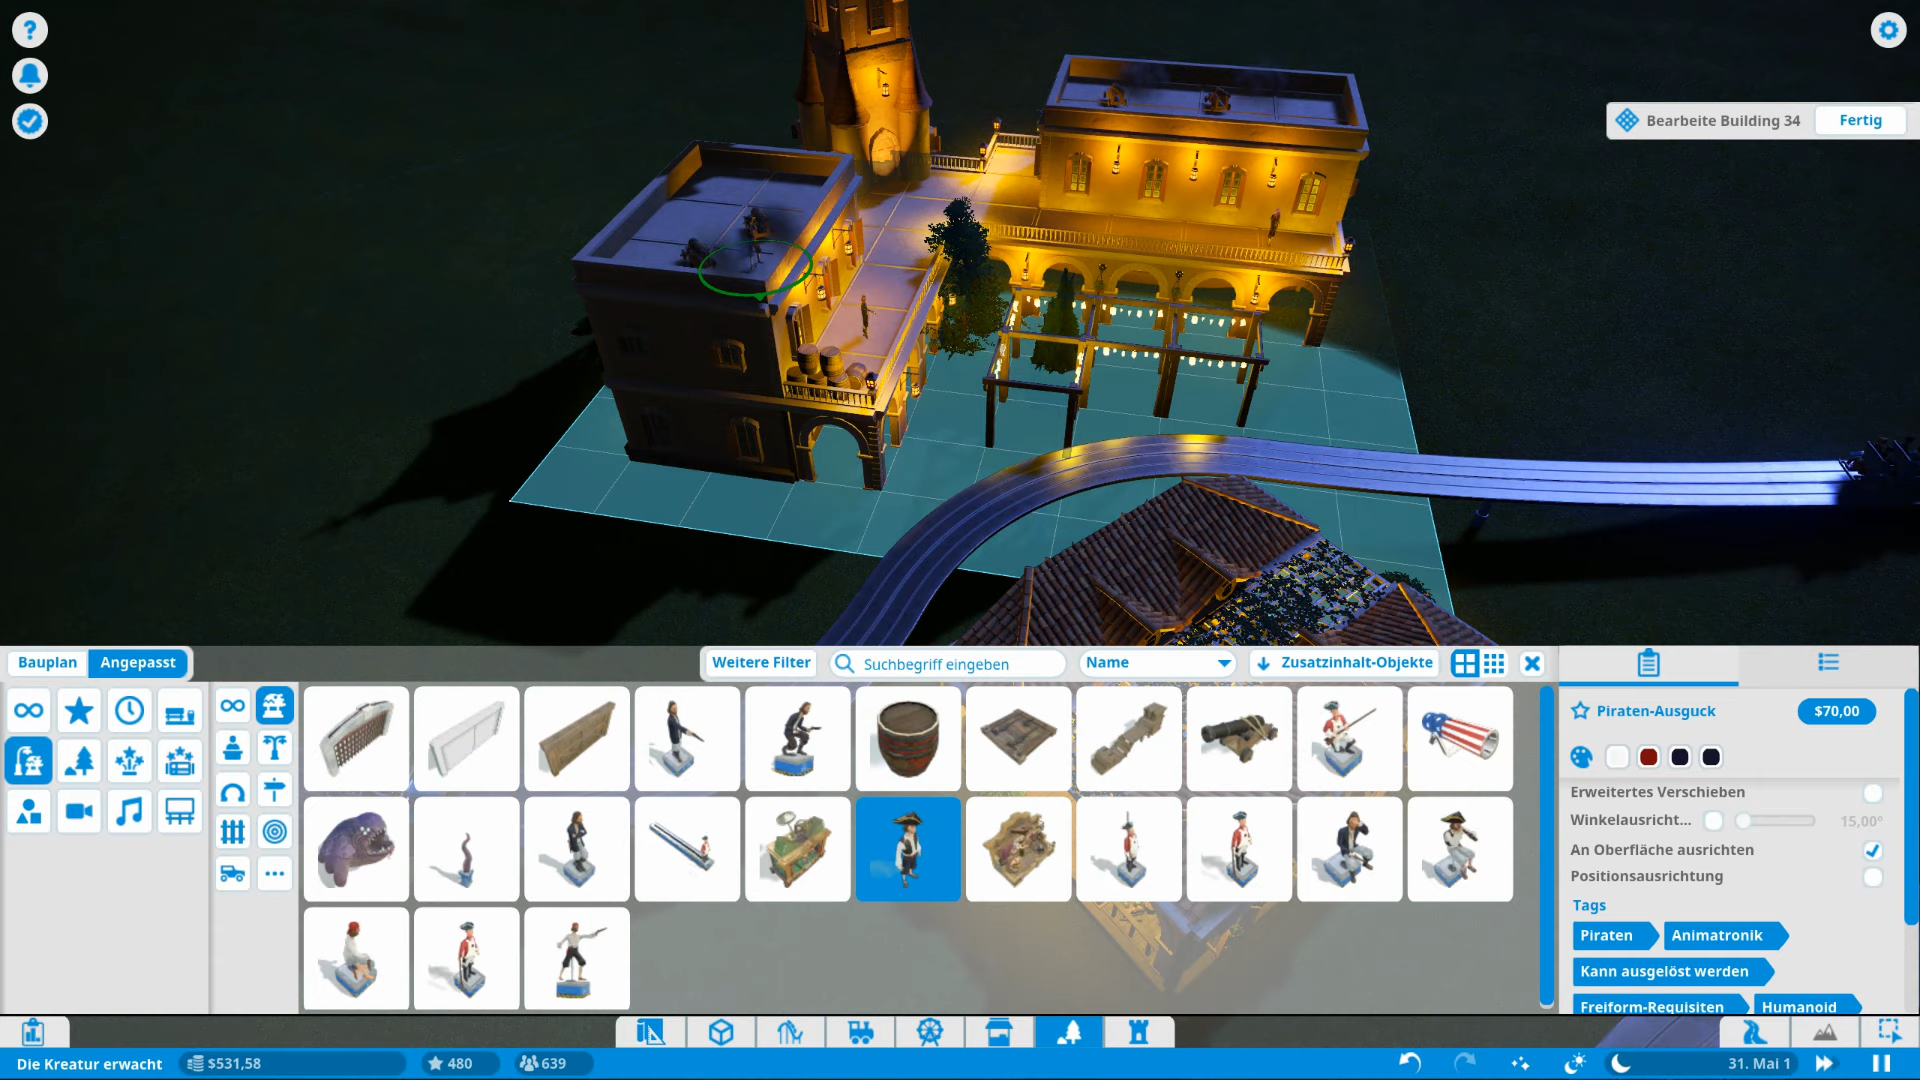 ?
Bearbeite Building 34
Fertig
Bauplan
Angepasst
Weitere Filter
Suchbegriff eingeben
Name
Zusatzinhalt-Objekte
Piraten-Ausguck
$70,00
Erweitertes Verschieben
Winkelausricht...
15,00°
An Oberfläche ausrichten
Positionsausrichtung
Tags
Piraten
Animatronik
Kann ausgelöst werden
Freiform-Requisiten
Humanoid
Die Kreatur erwacht
$531,58
480
639
31. Mai 1